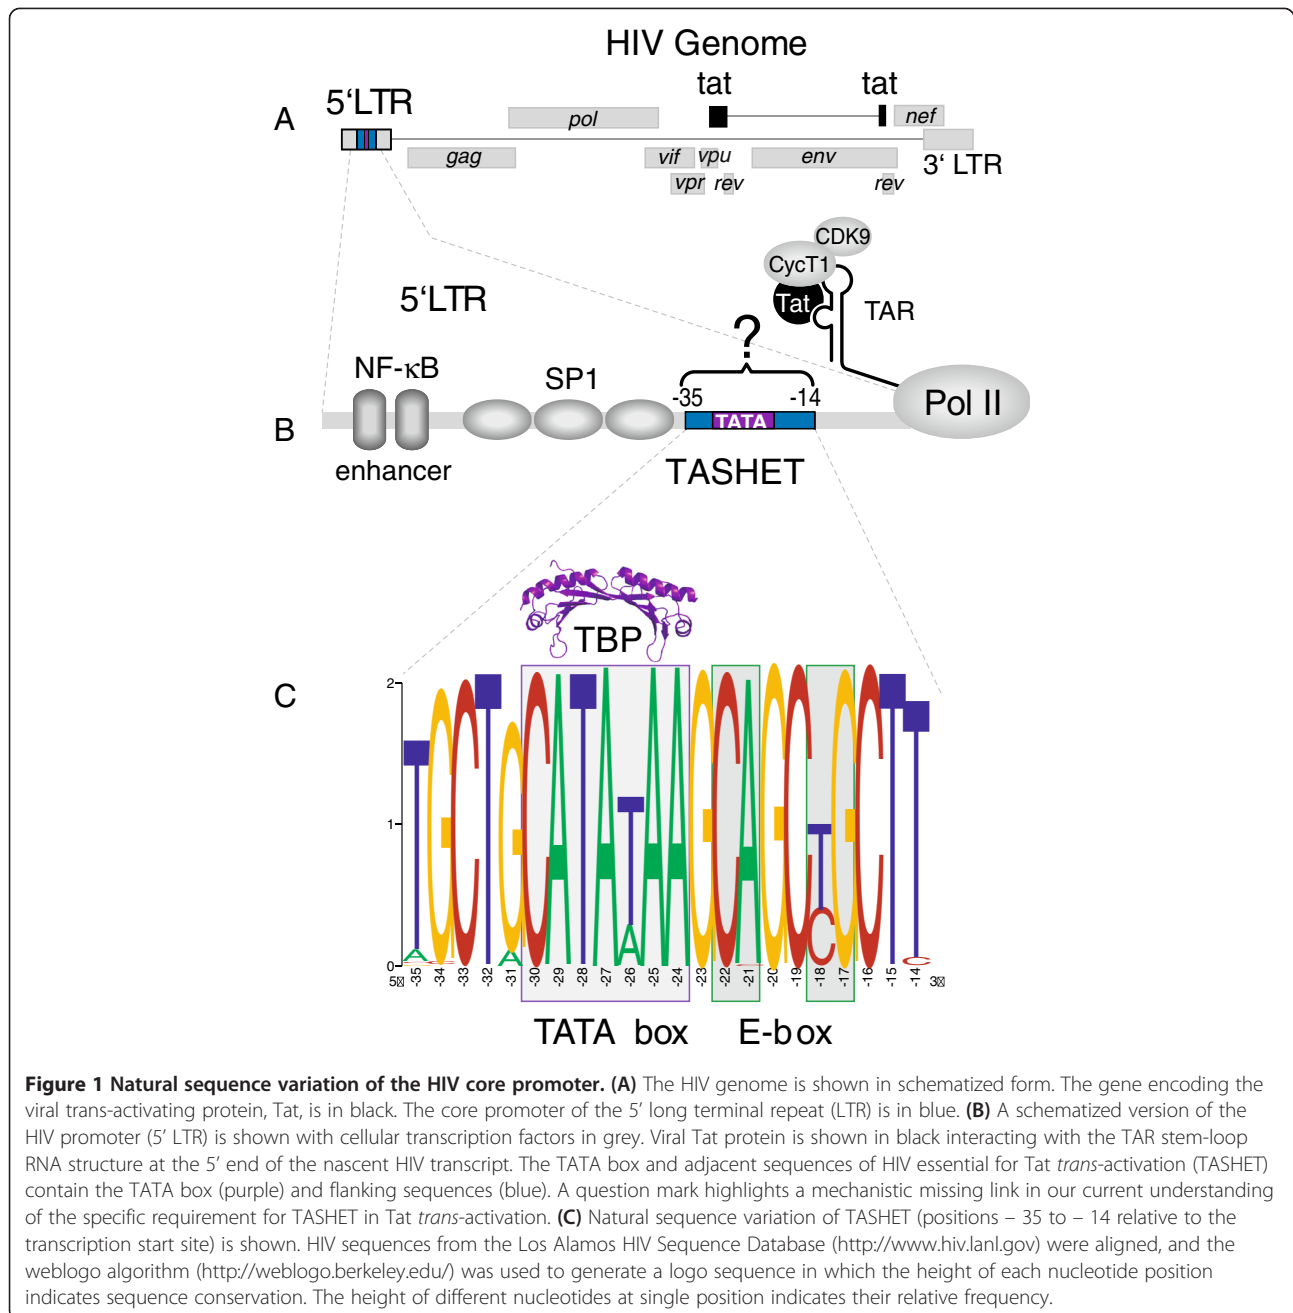 HIV Genome
tat
tat
5‘LTR
A
pol
nef
gag
vif
vpu
env
3‘ LTR
vpr
rev
rev
CDK9
CycT1
Tat
TAR
5‘LTR
?
NF-κB
SP1
-35
-14
Pol II
B
TATA
enhancer
TASHET
TBP
C
2
1
0
T G C T G C A T A T A A G C A G C T G C T T
A A A C C
5
-35 -34 -33 -32 -31 -30 -29 -28 -27 -26 -25 -24 -23 -22 -21 -20 -19 -18 -17 -16 -15 -14
3
TATA box
E-box
Figure 1 Natural sequence variation of the HIV core promoter. (A) The HIV genome is shown in schematized form. The gene encoding the
viral trans-activating protein, Tat, is in black. The core promoter of the 5’ long terminal repeat (LTR) is in blue. (B) A schematized version of the
HIV promoter (5’ LTR) is shown with cellular transcription factors in grey. Viral Tat protein is shown in black interacting with the TAR stem-loop
RNA structure at the 5’ end of the nascent HIV transcript. The TATA box and adjacent sequences of HIV essential for Tat trans-activation (TASHET)
contain the TATA box (purple) and flanking sequences (blue). A question mark highlights a mechanistic missing link in our current understanding
of the specific requirement for TASHET in Tat trans-activation. (C) Natural sequence variation of TASHET (positions – 35 to – 14 relative to the
transcription start site) is shown. HIV sequences from the Los Alamos HIV Sequence Database (http://www.hiv.lanl.gov) were aligned, and the
weblogo algorithm (http://weblogo.berkeley.edu/) was used to generate a logo sequence in which the height of each nucleotide position
indicates sequence conservation. The height of different nucleotides at single position indicates their relative frequency.